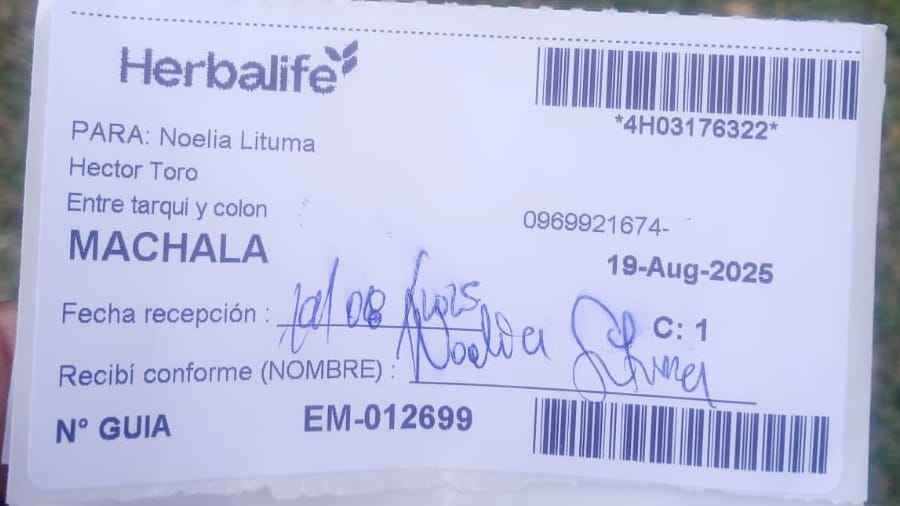 Herbalife
*4H03176322*
PARA: Noelia Lituma
Hector Toro
Entre tarqui y colon
0969921674-
MACHALA
19-Aug-2025
Fecha recepción :
C: 1
Recibí conforme (NOMBRE) : Noelia
N° GUIA EM-012699